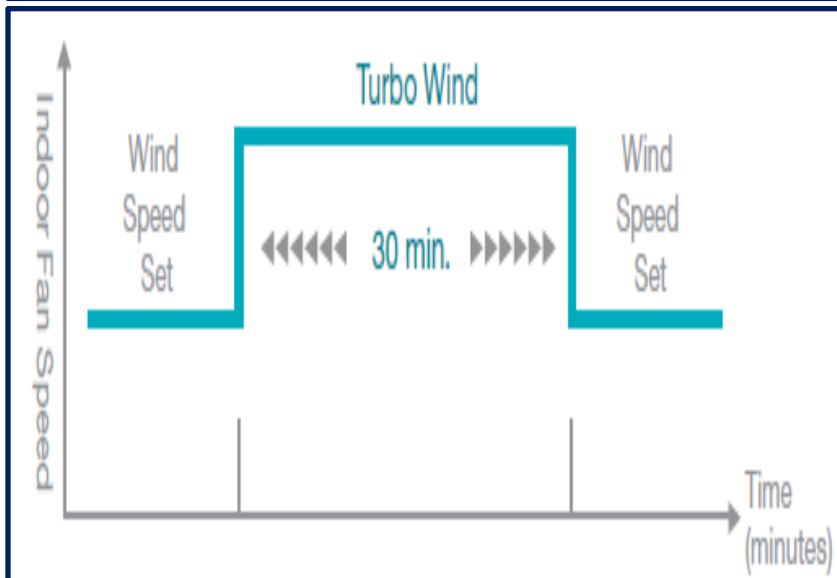 Indoor Fan Speed
Turbo Wind
Wind
Speed
Set
30 min.
Wind
Speed
Set
Time
(minutes)